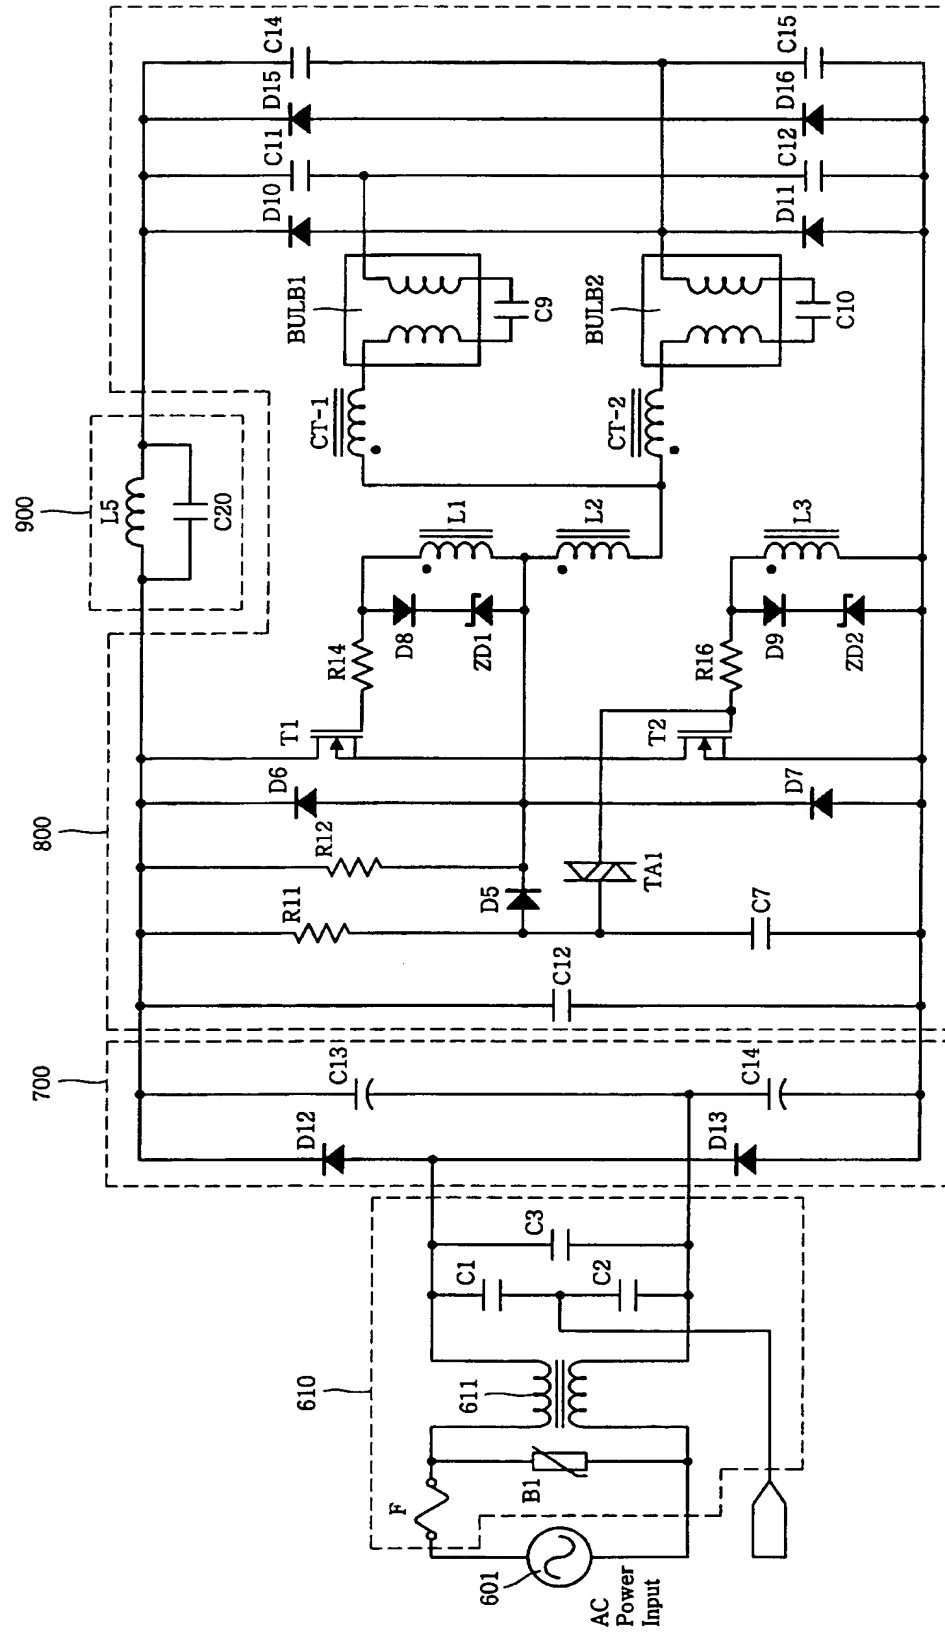 C14
C15
D15
D16
C11
C12
D10
D11
BULB1
C9
BULB2
C10
CT-1
CT-2
900
L5
C20
L1
L2
L3
D8
ZD1
D9
ZD2
R14
R16
T1
T2
D6
D7
800
R12
R11
D5
TA1
C7
C12
700
C13
C14
D12
D13
C3
C1
C2
610
611
F
B1
601
AC
Power
Input